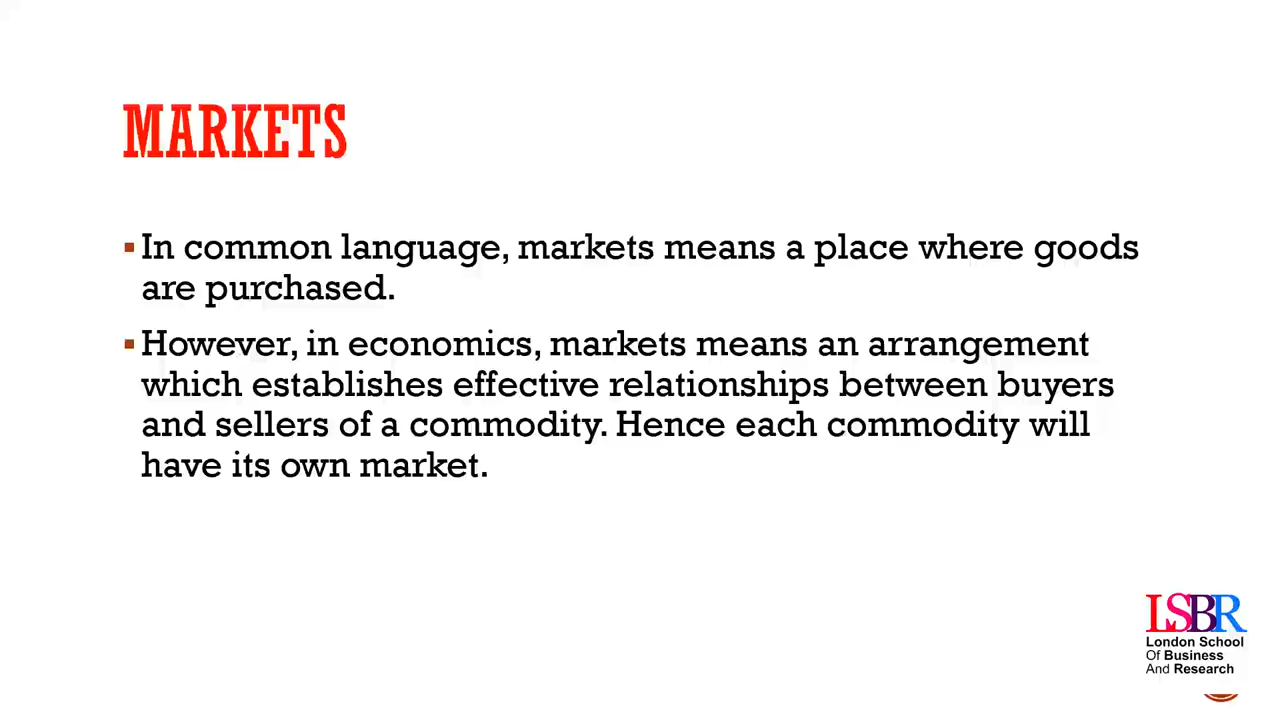 MARKETS
▪In common language, markets means a place where goods
are purchased.
▪However, in economics, markets means an arrangement
which establishes effective relationships between buyers
and sellers of a commodity. Hence each commodity will
have its own market.
LSBR
London School
Of Business
And Research